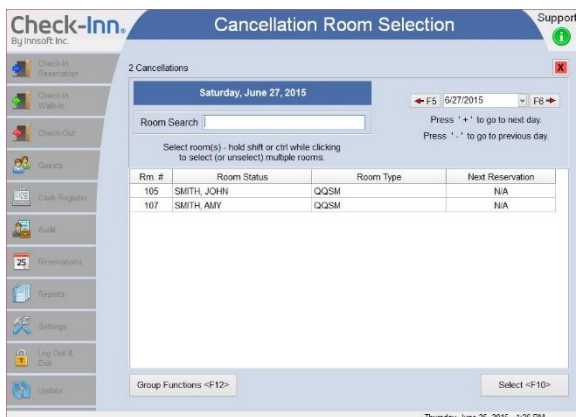 Check-Inn®
By Innsoft Inc.
Cancellation Room Selection
Support
Check-In
Reservation
Check-In
Walk-In
Check-Out
Guests
Cash Register
Audit
25
Reservations
Reports
Settings
Log Out &
Exit
Update
2 Cancellations
X
Saturday, June 27, 2015
Room Search
Select room(s) - hold shift or ctrl while clicking
to select (or unselect) multiple rooms.
F5 6/27/2015 F6
Press '+' to go to next day.
Press '-' to go to previous day.
Rm. # Room Status Room Type Next Reservation
105 SMITH, JOHN QQSM N/A
107 SMITH, AMY QQSM N/A
Group Functions <F12> Select <F10>
Thursday, June 25, 2015